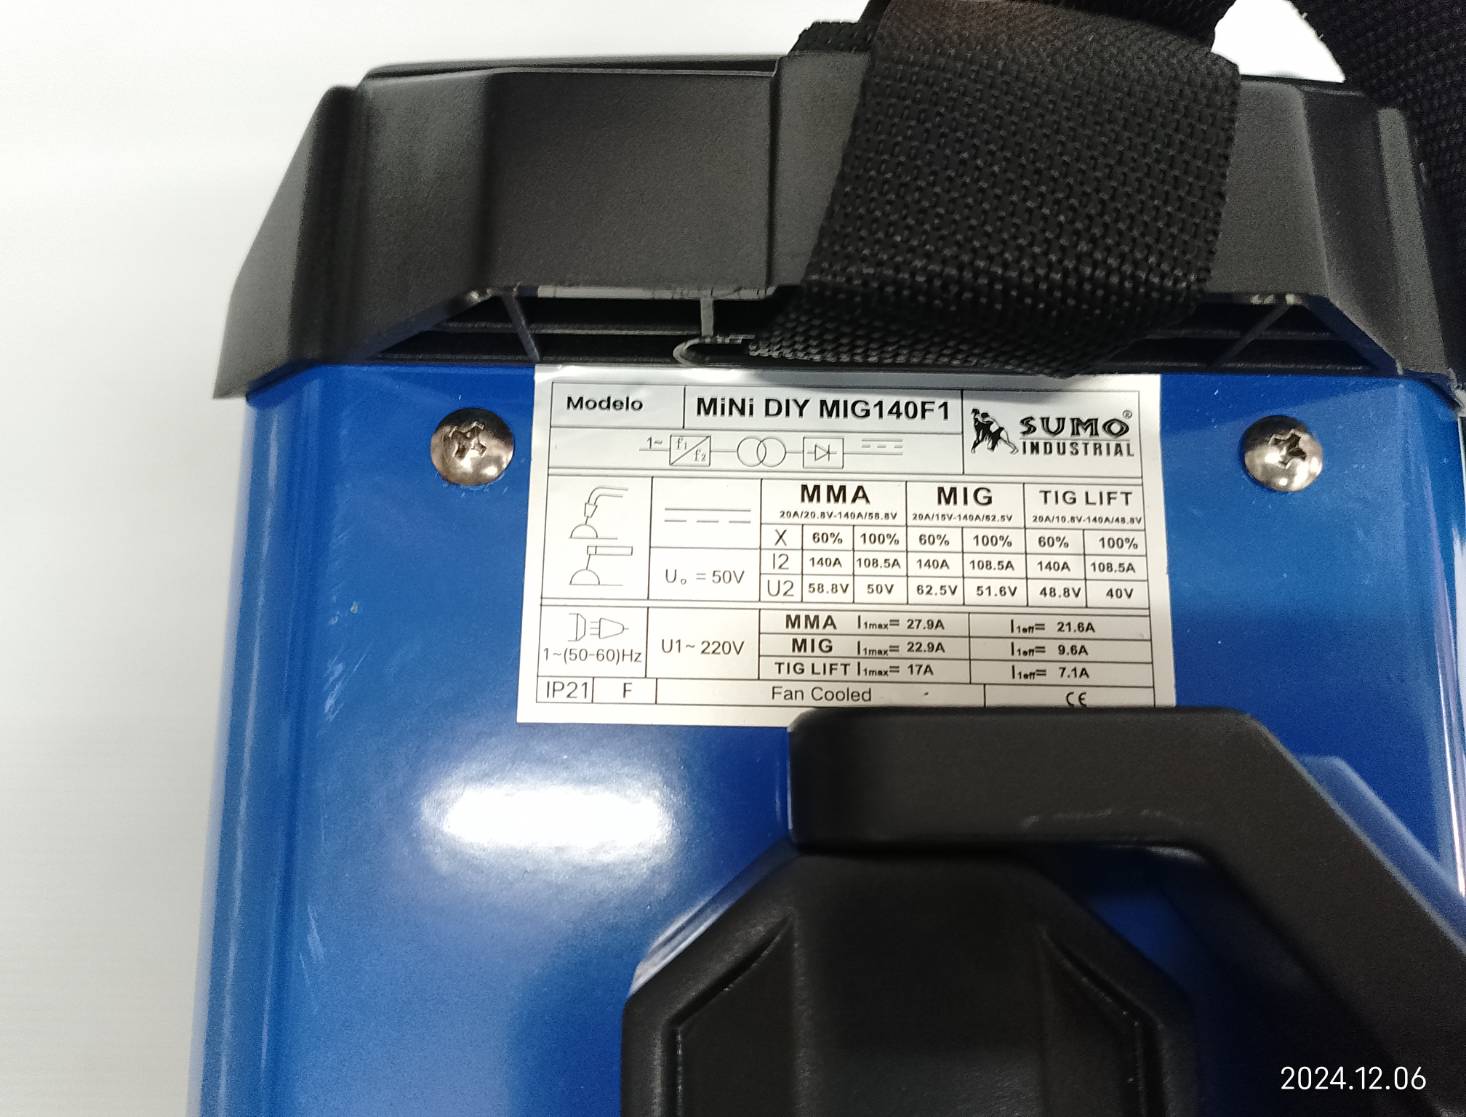 Modelo MiNi DIY MIG140F1
SUMO®
INDUSTRIAL
1~ f1 f2
MMA MIG TIG LIFT
20A/20.8V-140A/58.8V 20A/15V-140A/62.5V 20A/10.8V-140A/48.8V
X 60% 100% 60% 100% 60% 100%
I2 140A 108.5A 140A 108.5A 140A 108.5A
U₀ = 50V
U2 58.8V 50V 62.5V 51.6V 48.8V 40V
1~(50-60)Hz
U1~ 220V
MMA I1max= 27.9A I1eff= 21.6A
MIG I1max= 22.9A I1eff= 9.6A
TIG LIFT I1max= 17A I1eff= 7.1A
IP21 F Fan Cooled CE
2024.12.06